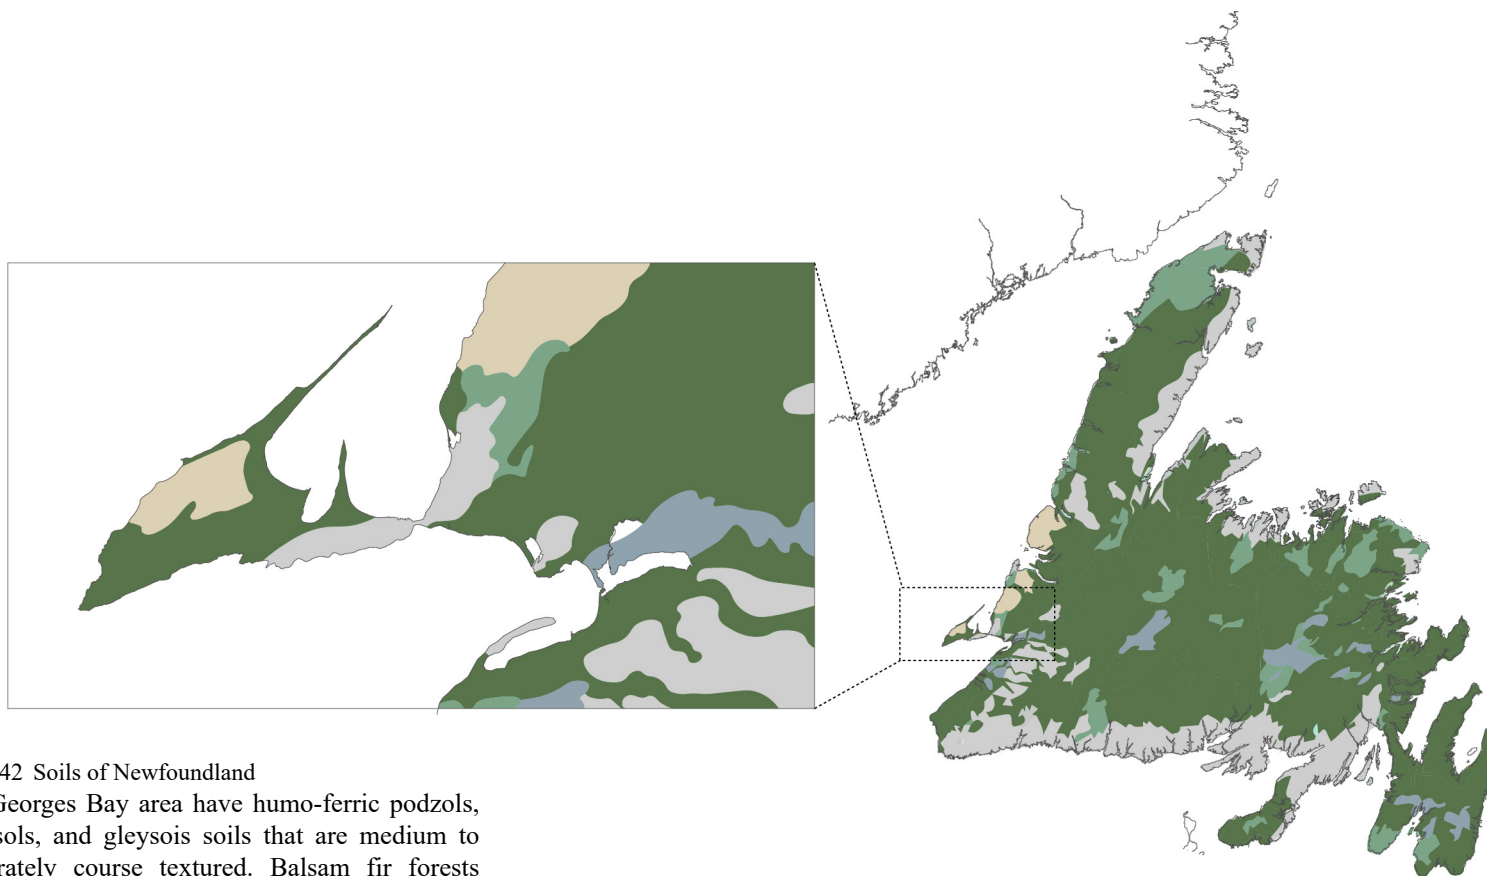 42 Soils of Newfoundland
Georges Bay area have humo-ferric podzols,
sols, and gleysois soils that are medium to
rately course textured. Balsam fir forests